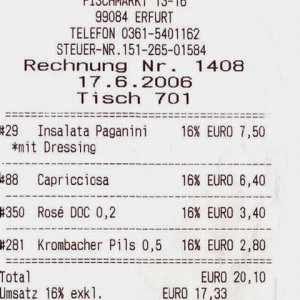 FISCHMARKT 13-16
99084 ERFURT
TELEFON 0361-5401162
STEUER-NR.151-265-01584
Rechnung Nr. 1408
17.6.2006
Tisch 701
#29 Insalata Paganini 16% EURO 7,50
*mit Dressing
#88 Capricciosa 16% EURO 6,40
#350 Rosé DOC 0,2 16% EURO 3,40
#281 Krombacher Pils 0,5 16% EURO 2,80
Total EURO 20,10
Umsatz 16% exkl. EURO 17,33